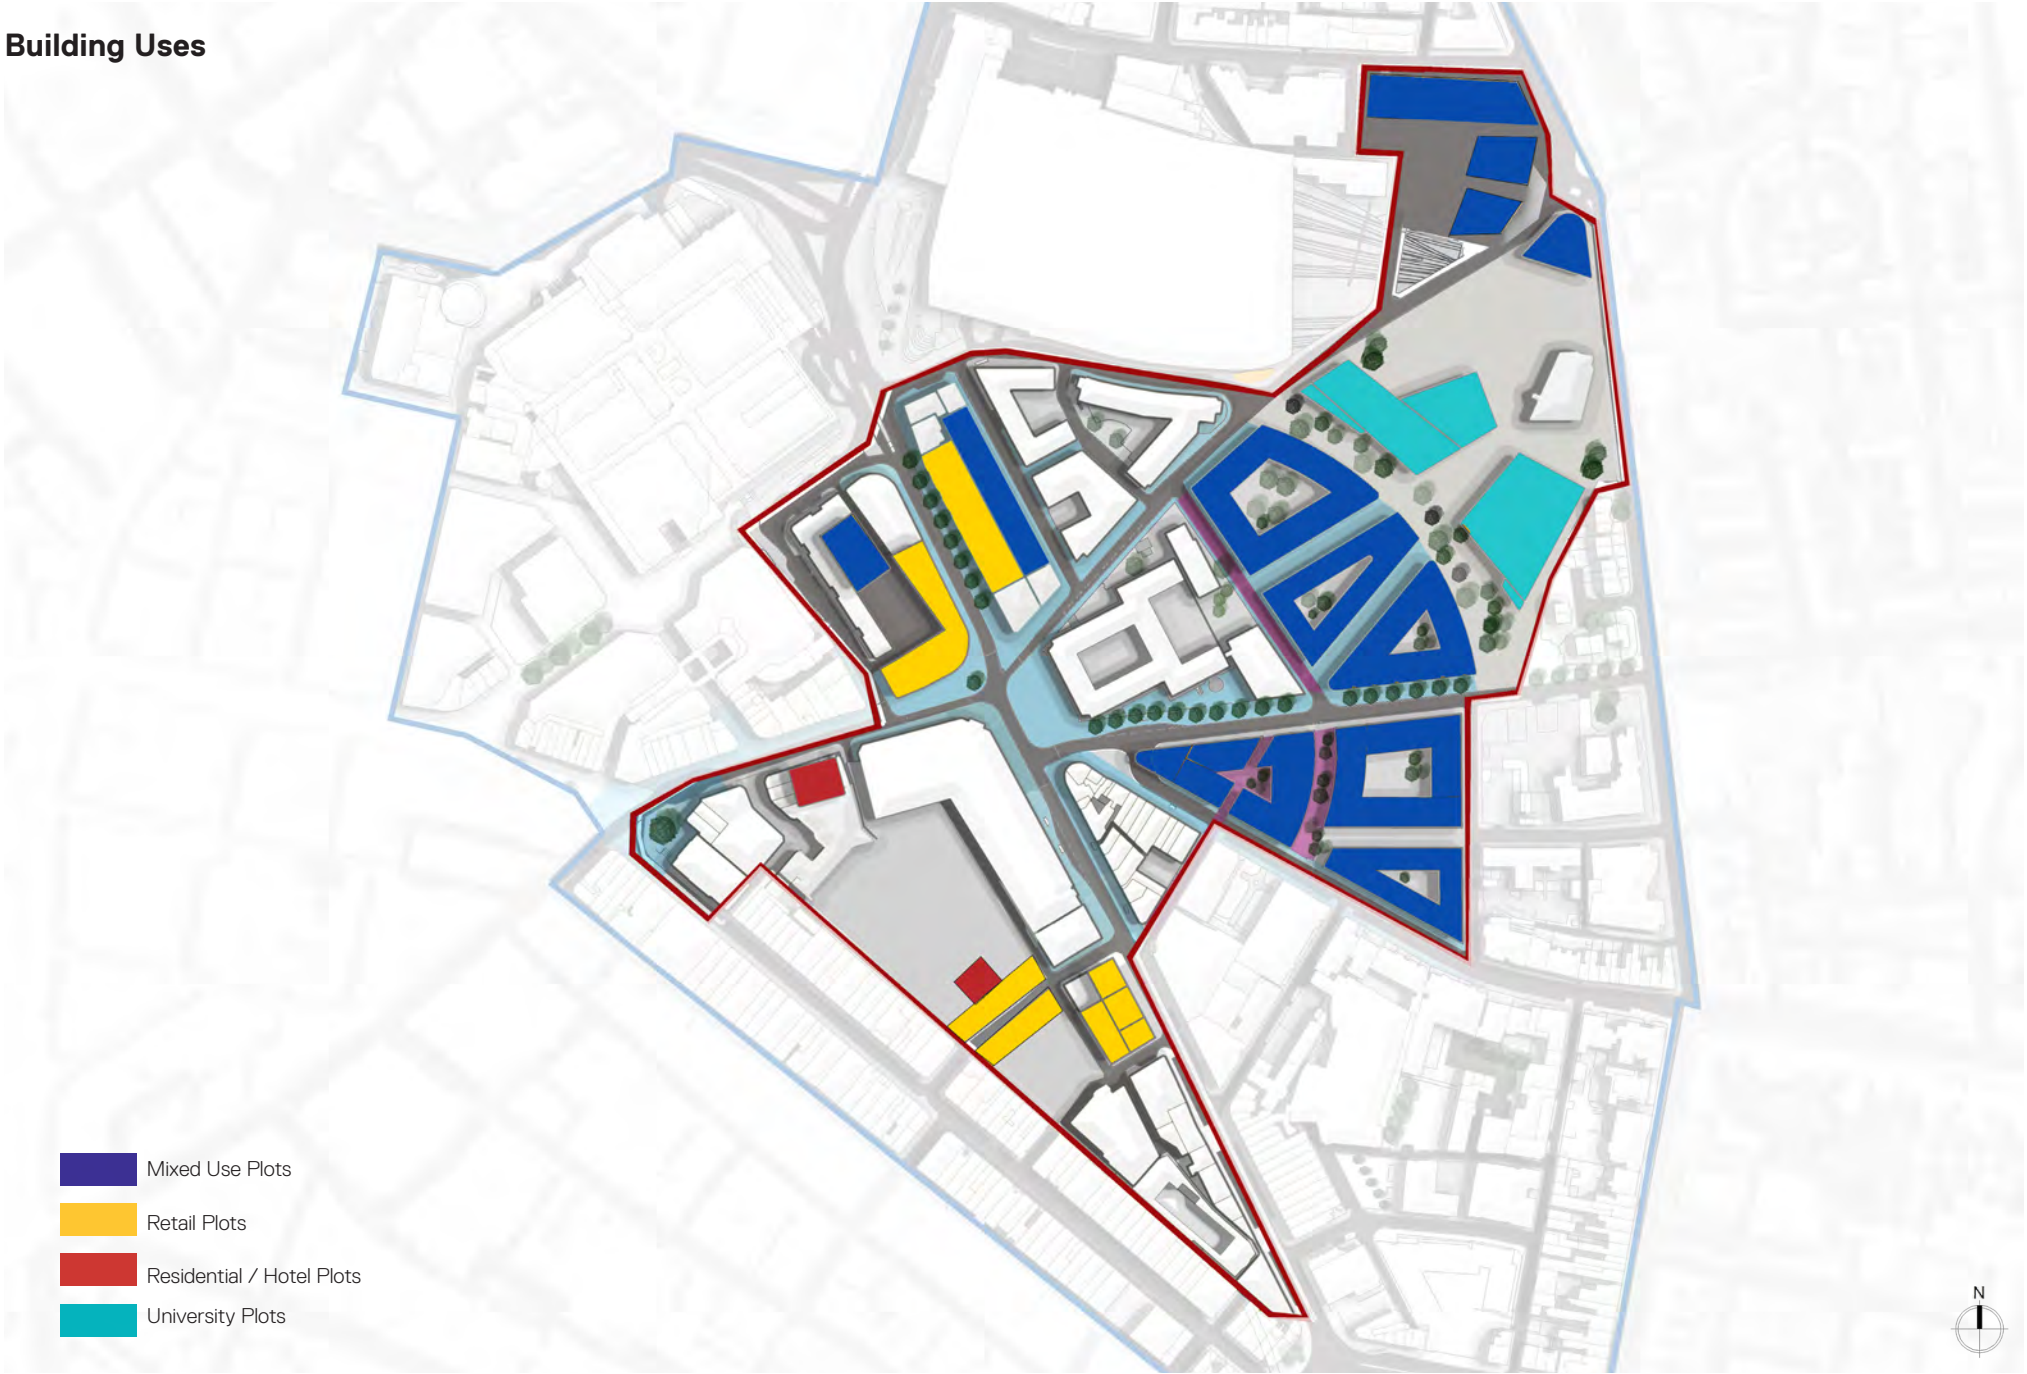 Building Uses
Mixed Use Plots
Retail Plots
Residential / Hotel Plots
University Plots
N